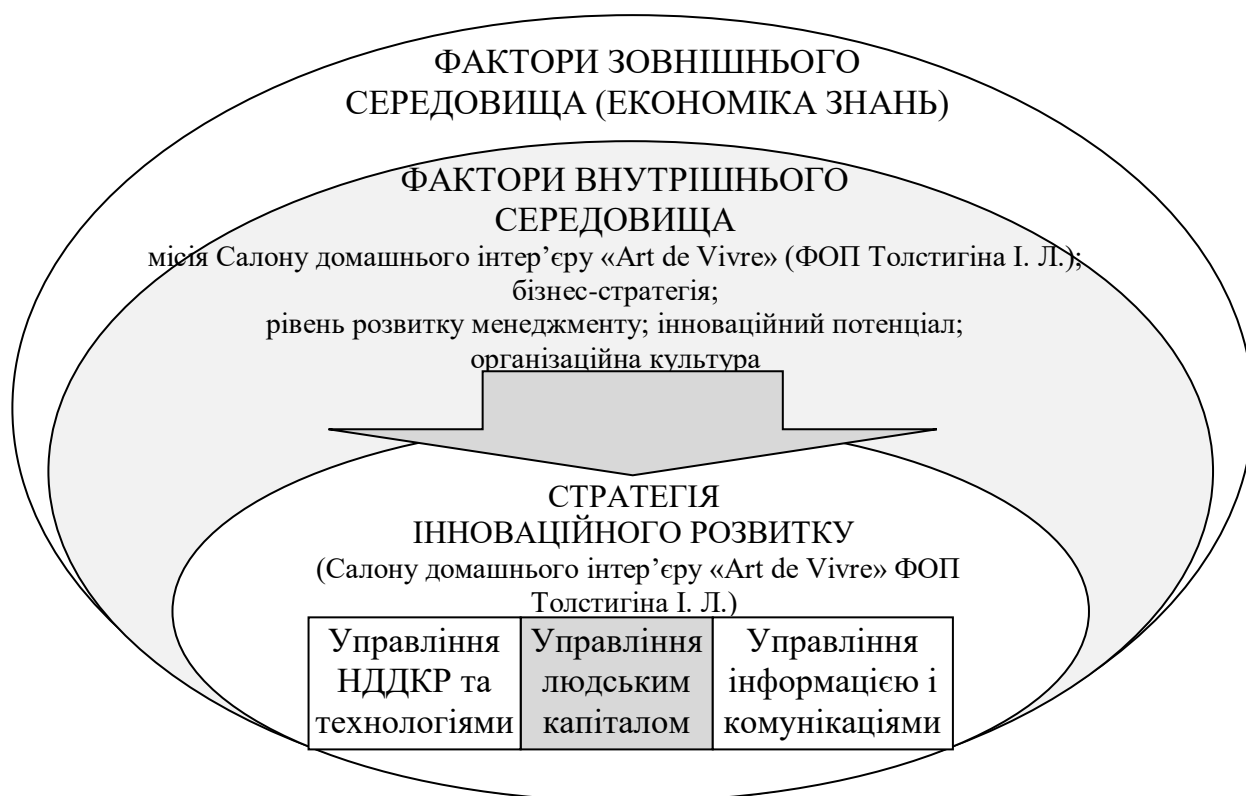 ФАКТОРИ ЗОВНІШНЬОГО
СЕРЕДОВИЩА (ЕКОНОМІКА ЗНАНЬ)
ФАКТОРИ ВНУТРІШНЬОГО
СЕРЕДОВИЩА
місія Салону домашнього інтер’єру «Art de Vivre» (ФОП Толстигіна І. Л.);
бізнес-стратегія;
рівень розвитку менеджменту; інноваційний потенціал;
організаційна культура
СТРАТЕГІЯ
ІННОВАЦІЙНОГО РОЗВИТКУ
(Салону домашнього інтер’єру «Art de Vivre» ФОП
Толстигіна І. Л.)
Управління
НДДКР та
технологіями
Управління
людським
капіталом
Управління
інформацією і
комунікаціями